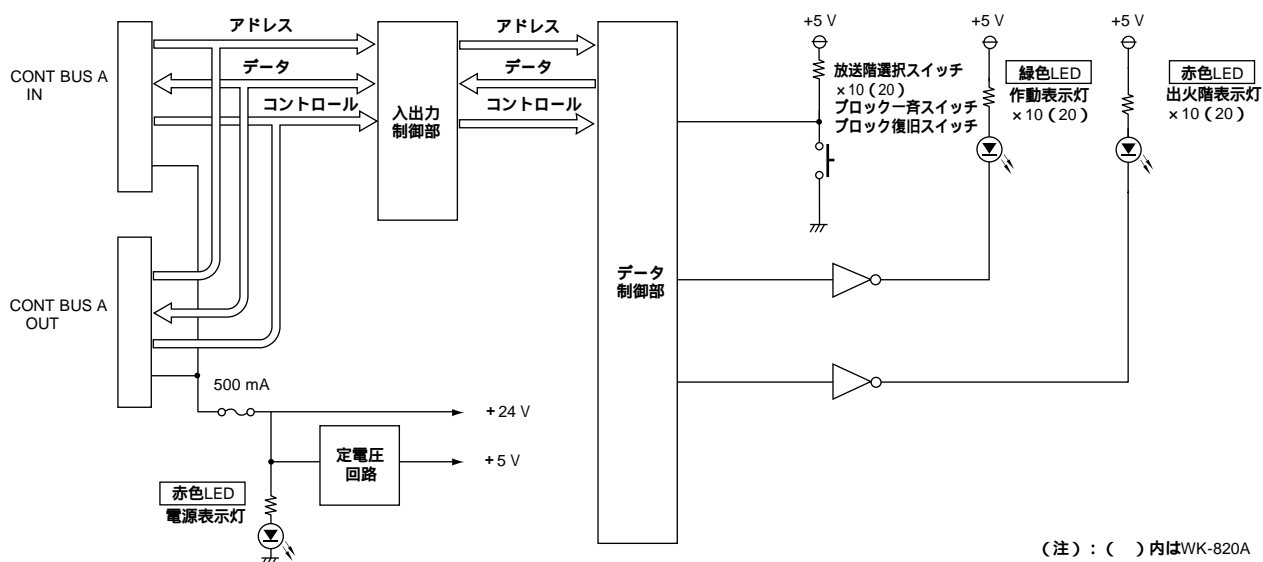 CONT BUS A
IN
アドレス
データ
コントロール
入出力
制御部
アドレス
データ
コントロール
+5 V
放送階選択スイッチ
×10(20)
ブロック一斉スイッチ
ブロック復旧スイッチ
+5 V
緑色LED
作動表示灯
×10(20)
+5 V
赤色LED
出火階表示灯
×10(20)
データ
制御部
CONT BUS A
OUT
500 mA
+24 V
定電圧
回路
+5 V
赤色LED
電源表示灯
(注):( )内はWK-820A